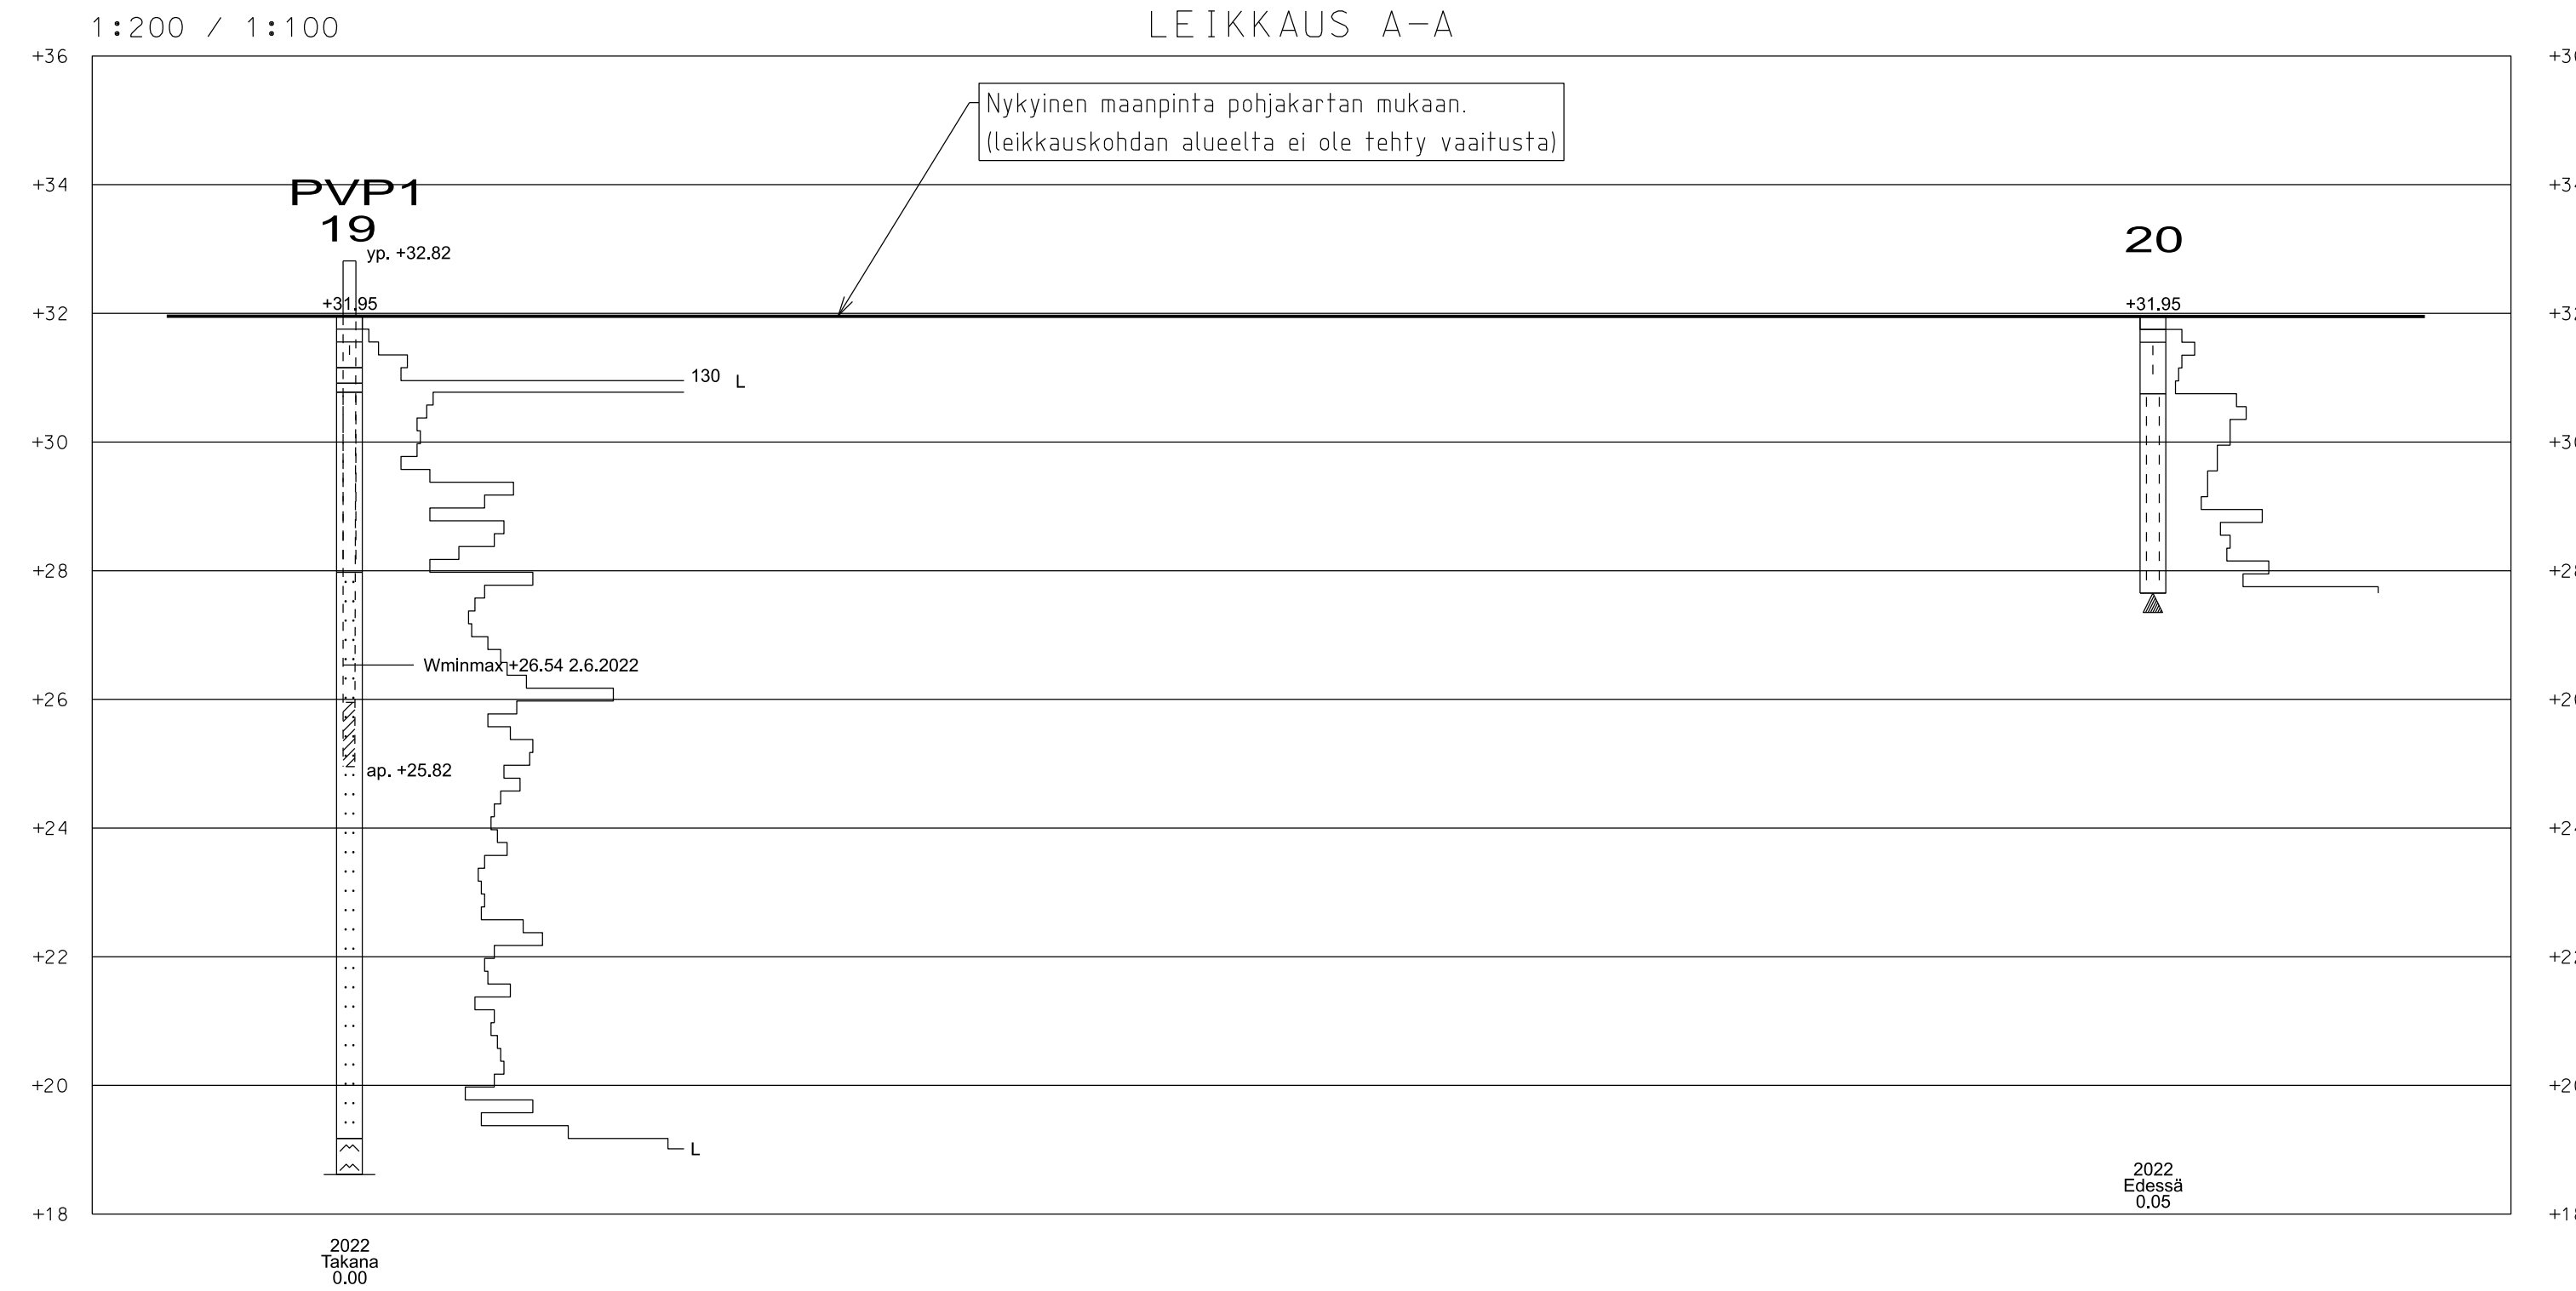 1:200 / 1:100
LEIKKAUS A-A
+36
+34
+32
+30
+28
+26
+24
+22
+20
+18
Nykyinen maanpinta pohjakartan mukaan.
(leikkauskohdan alueelta ei ole tehty vaaitusta)
PVP1
19
yp. +32.82
+31.95
130 L
Wminmax +26.54 2.6.2022
ap. +25.82
L
2022
Takana
0.00
20
+31.95
2022
Edessä
0.05